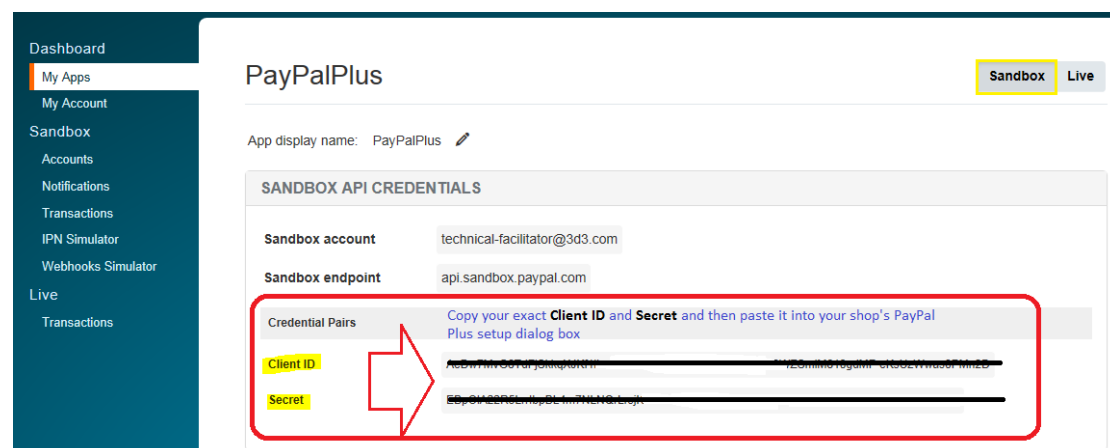 Dashboard
My Apps
My Account
Sandbox
Accounts
Notifications
Transactions
IPN Simulator
Webhooks Simulator
Live
Transactions
PayPalPlus
Sandbox Live
App display name: PayPalPlus
SANDBOX API CREDENTIALS
Sandbox account technical-facilitator@3d3.com
Sandbox endpoint api.sandbox.paypal.com
Credential Pairs Copy your exact Client ID and Secret and then paste it into your shop's PayPal
Plus setup dialog box
Client ID
Secret